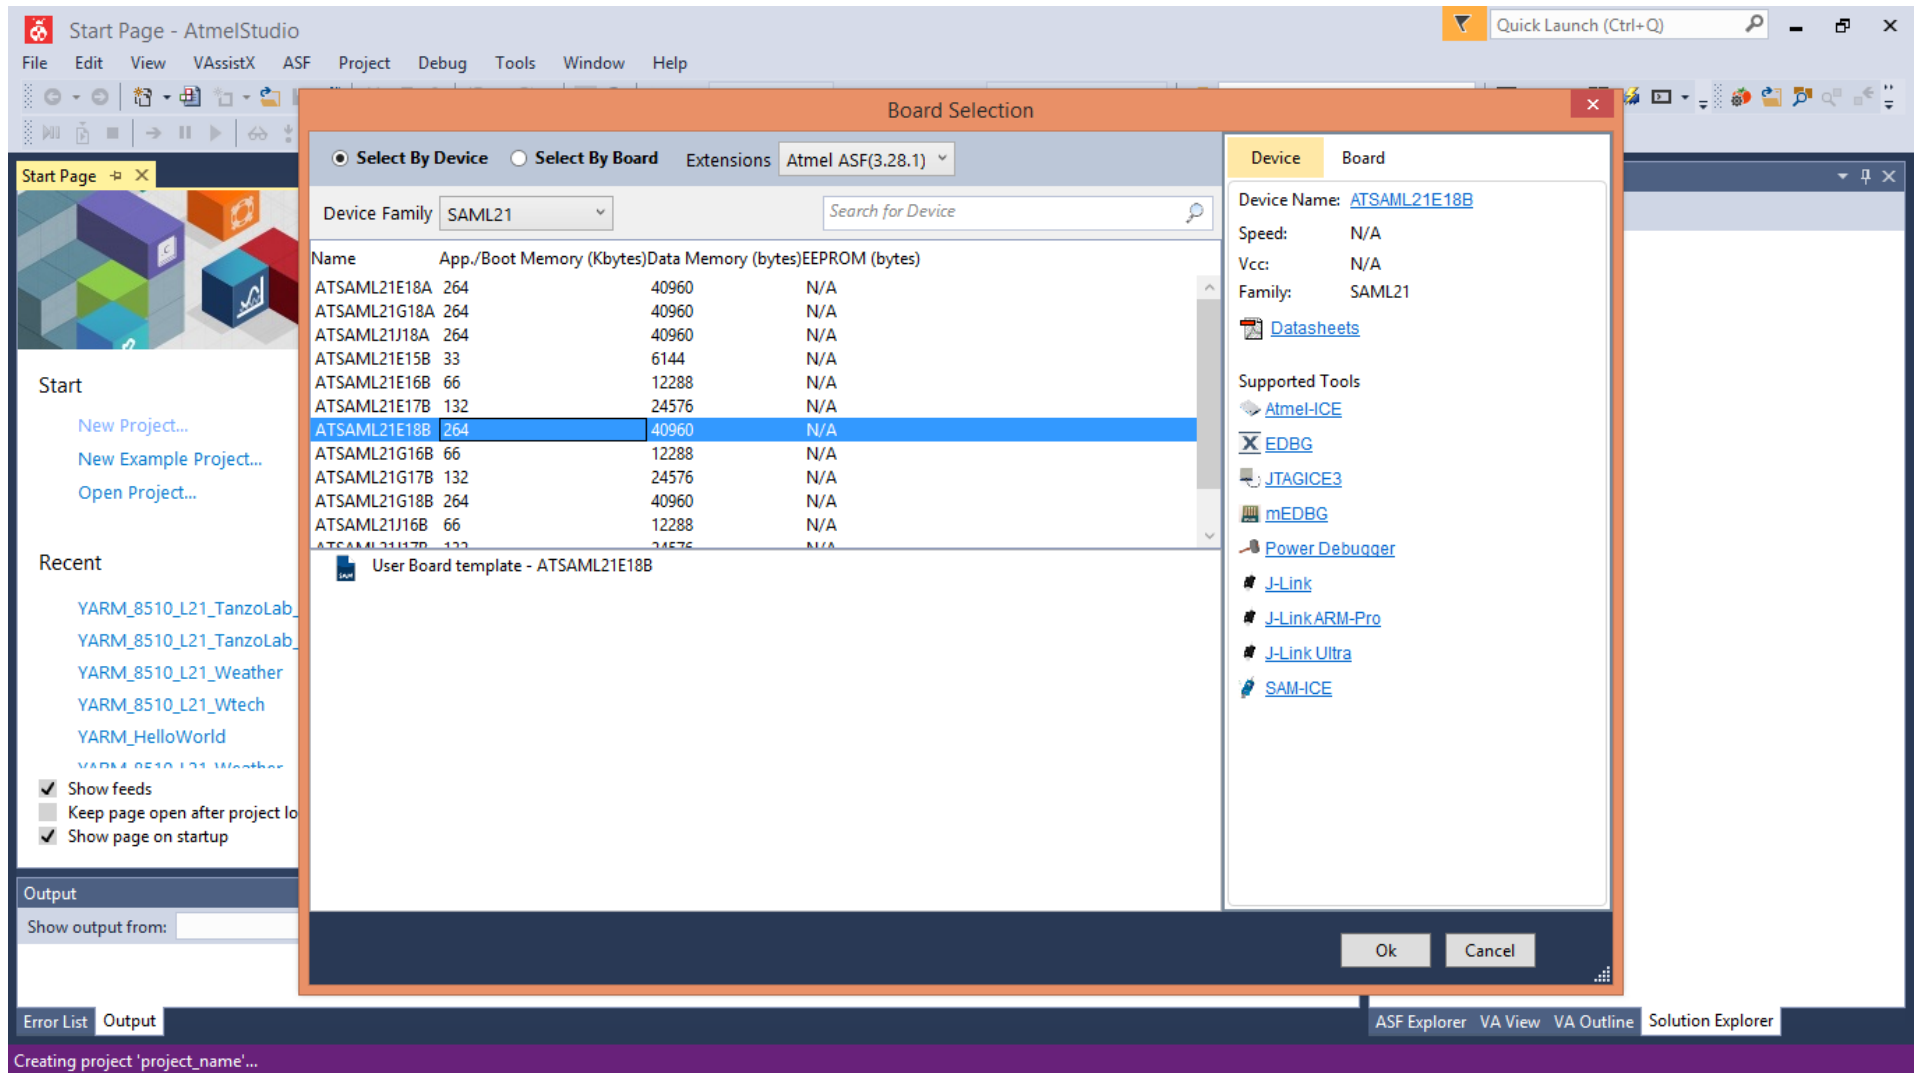 Start Page - AtmelStudio
Quick Launch (Ctrl+Q)
File Edit View VAssistX ASF Project Debug Tools Window Help
Board Selection
Start Page
Select By Device Select By Board Extensions Atmel ASF(3.28.1)
Device Family SAML21 Search for Device
Name App./Boot Memory (Kbytes) Data Memory (bytes) EEPROM (bytes)
ATSAML21E18A 264 40960 N/A
ATSAML21G18A 264 40960 N/A
ATSAML21J18A 264 40960 N/A
ATSAML21E15B 33 6144 N/A
ATSAML21E16B 66 12288 N/A
ATSAML21E17B 132 24576 N/A
ATSAML21E18B 264 40960 N/A
ATSAML21G16B 66 12288 N/A
ATSAML21G17B 132 24576 N/A
ATSAML21G18B 264 40960 N/A
ATSAML21J16B 66 12288 N/A
ATSAML21J17B 132 24576 N/A
User Board template - ATSAML21E18B
Device Board
Device Name: ATSAML21E18B
Speed: N/A
Vcc: N/A
Family: SAML21
Datasheets
Supported Tools
Atmel-ICE
EDBG
JTAGICE3
mEDBG
Power Debugger
J-Link
J-Link ARM-Pro
J-Link Ultra
SAM-ICE
Ok Cancel
Start
New Project...
New Example Project...
Open Project...
Recent
YARM_8510_L21_TanzoLab_
YARM_8510_L21_TanzoLab_
YARM_8510_L21_Weather
YARM_8510_L21_Wtech
YARM_HelloWorld
YARM_8510_L21_Weather
Show feeds
Keep page open after project lo
Show page on startup
Output
Show output from:
Error List Output
ASF Explorer VA View VA Outline Solution Explorer
Creating project 'project_name'...